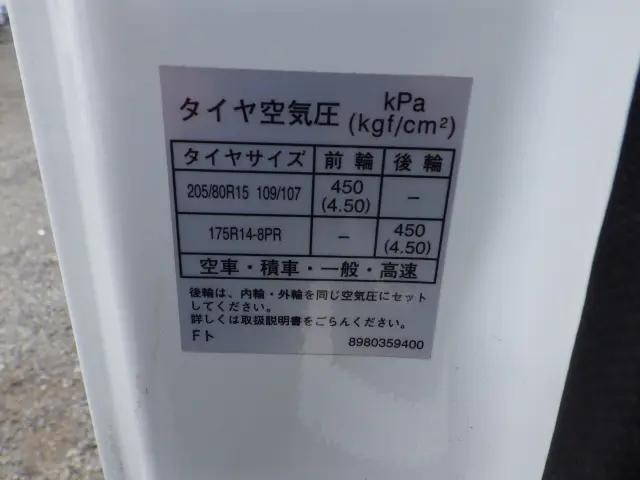 タイヤ空気圧 kPa (kgf/cm²)
タイヤサイズ 前輪 後輪
205/80R15 109/107 450 (4.50) –
175R14-8PR – 450 (4.50)
空車・積車・一般・高速
後輪は、内輪・外輪を同じ空気圧にセット
してください。
詳しくは取扱説明書をごらんください。
Fト 8980359400